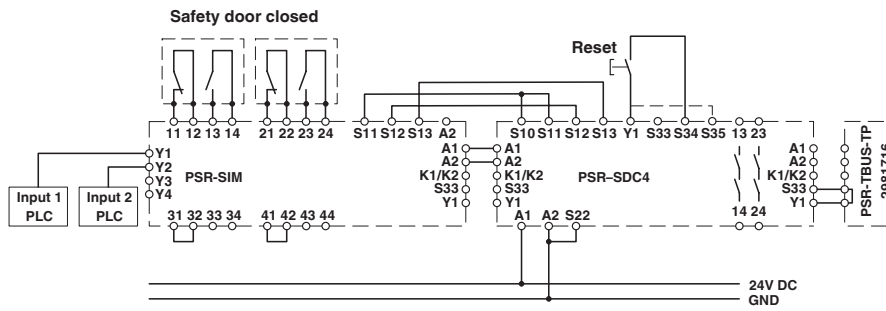 Safety door closed
Reset
11 12 13 14 21 22 23 24 S11 S12 S13 A2 S10 S11 S12 S13 Y1 S33 S34 S35 13 23
Y1 A1 A1 A1
Y2 A2 A2 A2
Y3 PSR-SIM K1/K2 K1/K2 PSR–SDC4 K1/K2
Y4 S33 S33 S33
Y1 Y1 Y1
Input 1 PLC
Input 2 PLC
31 32 33 34 41 42 43 44 A1 A2 S22 14 24
PSR-TBUS-TP
2981716
24V DC
GND